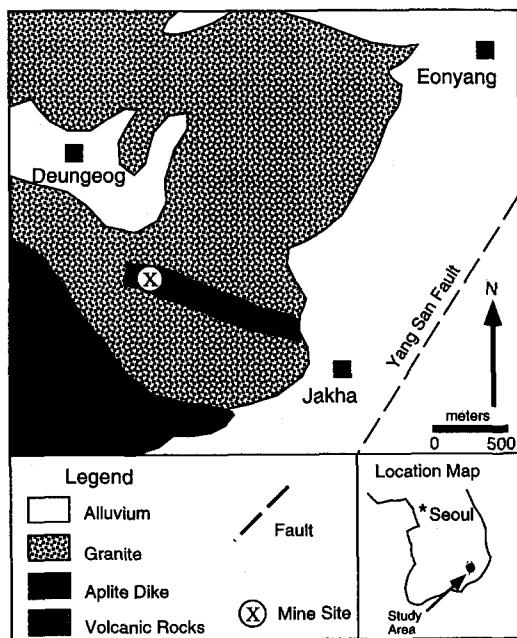 Eonyang
Deungeog
X
Yang San Fault
N
Jakha
meters
0 500
Legend
Alluvium
Granite
Aplite Dike
Volcanic Rocks
Fault
X Mine Site
Location Map
* Seoul
Study
Area